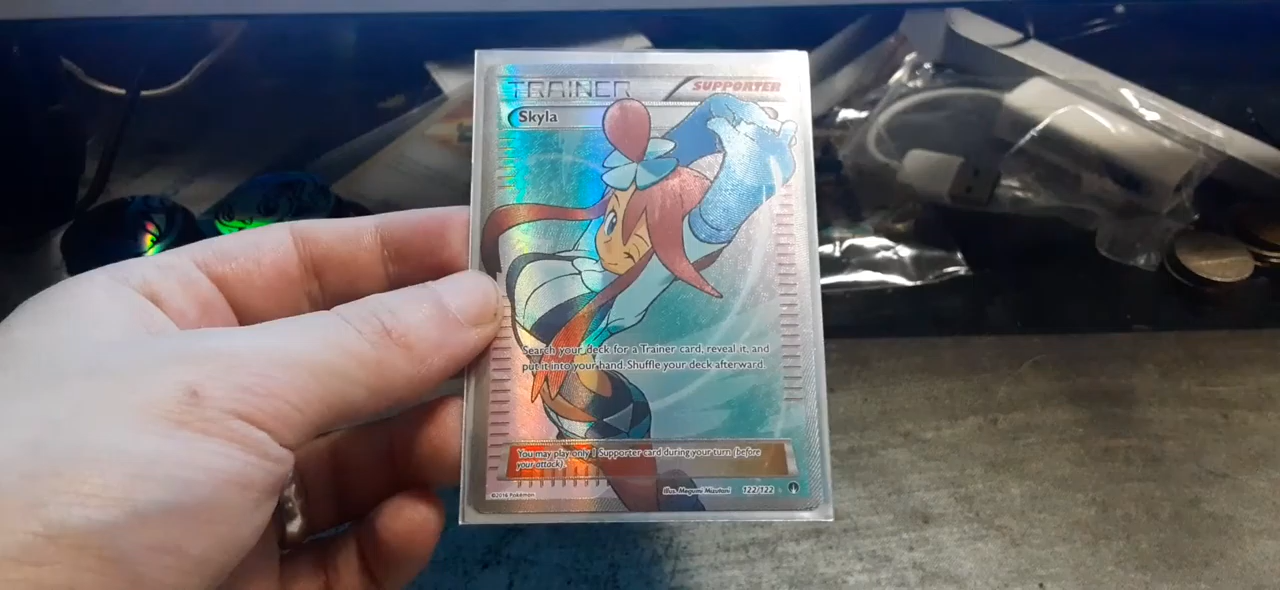 TRAINER
SUPPORTER
Skyla
Search your deck for a Trainer card, reveal it, and
put it into your hand. Shuffle your deck afterward.
You may play only 1 Supporter card during your turn (before
your attack).
©2016 Pokémon
Illus. Megumi Mizutani
122/122